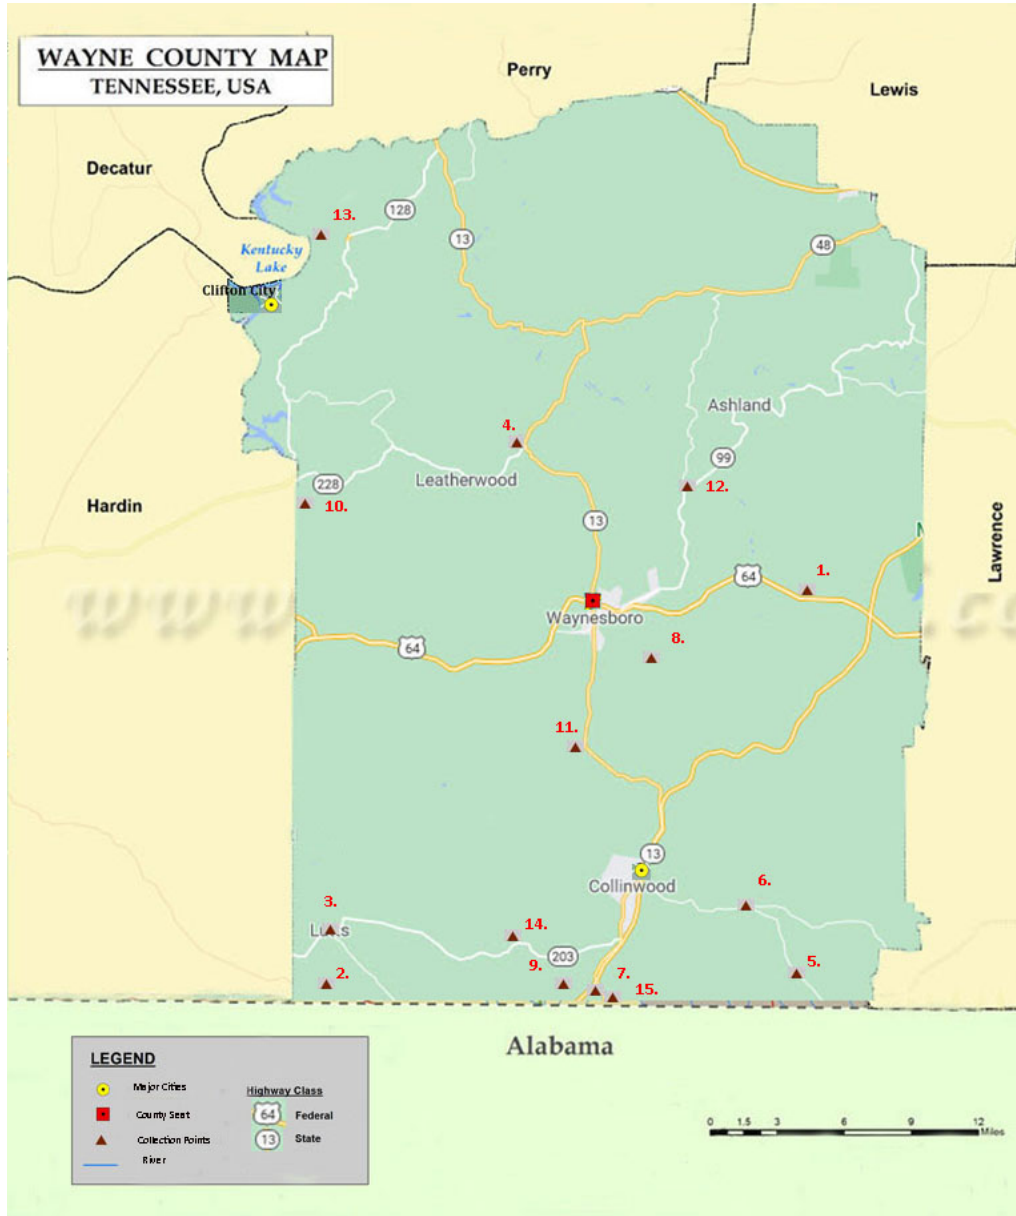 WAYNE COUNTY MAP
TENNESSEE, USA
Perry
Lewis
Decatur
13.
128
13
48
Kentucky
Lake
Clifton City
Ashland
4.
99
Leatherwood
228
12.
Hardin
10.
13
Lawrence
64
1.
www
Waynesboro
8.
64
11.
13
Collinwood
6.
3.
14.
203
9.
7.
5.
2.
15.
Alabama
LEGEND
Major Cities
County Seat
Collection Points
River
Highway Class
64 Federal
13 State
0 1.5 3 6 9 12
Miles